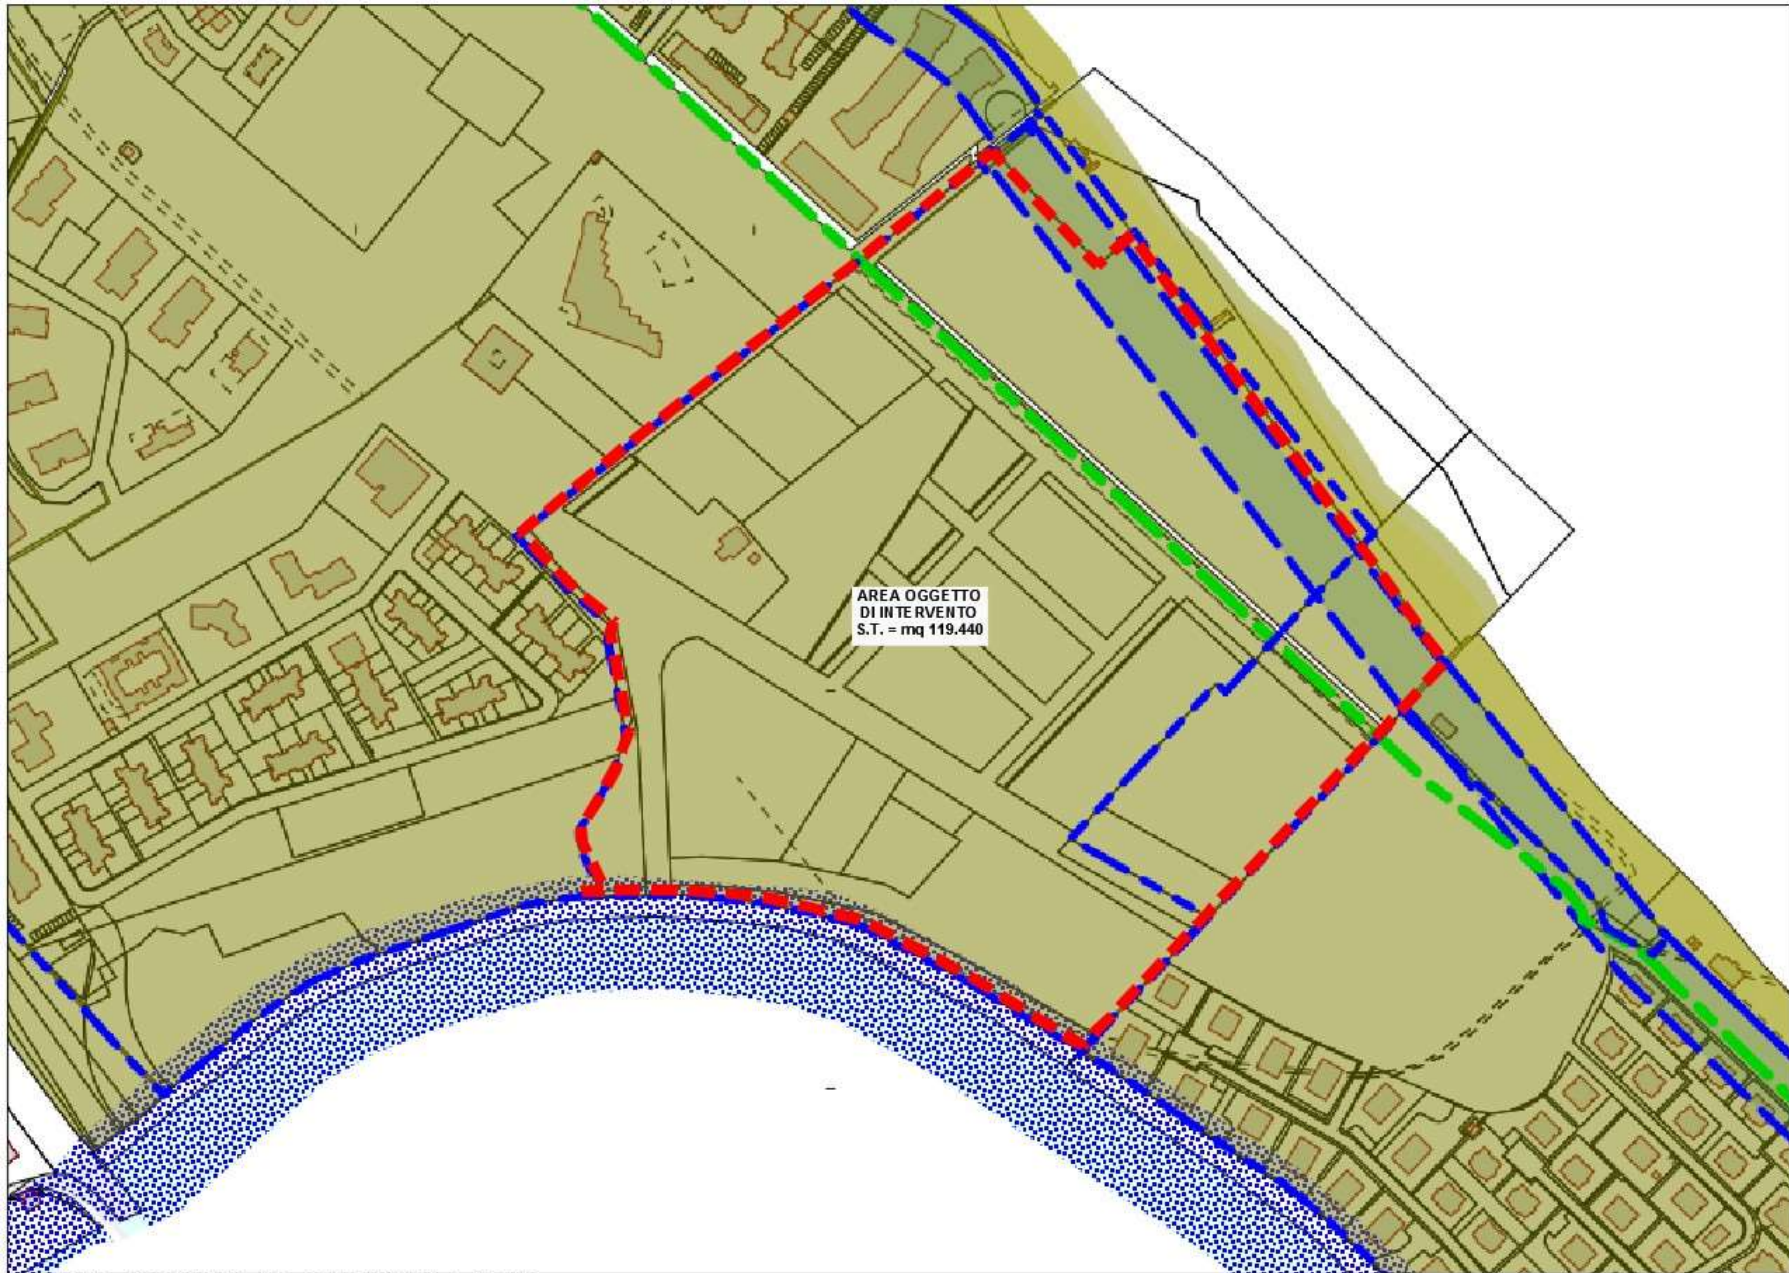 AREA OGGETTO
DI INTERVENTO
S.T. = mq 119.440